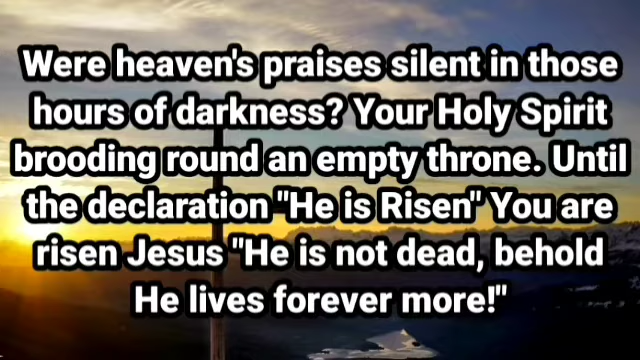 Were heaven's praises silent in those
hours of darkness? Your Holy Spirit
brooding round an empty throne. Until
the declaration "He is Risen" You are
risen Jesus "He is not dead, behold
He lives forever more!"